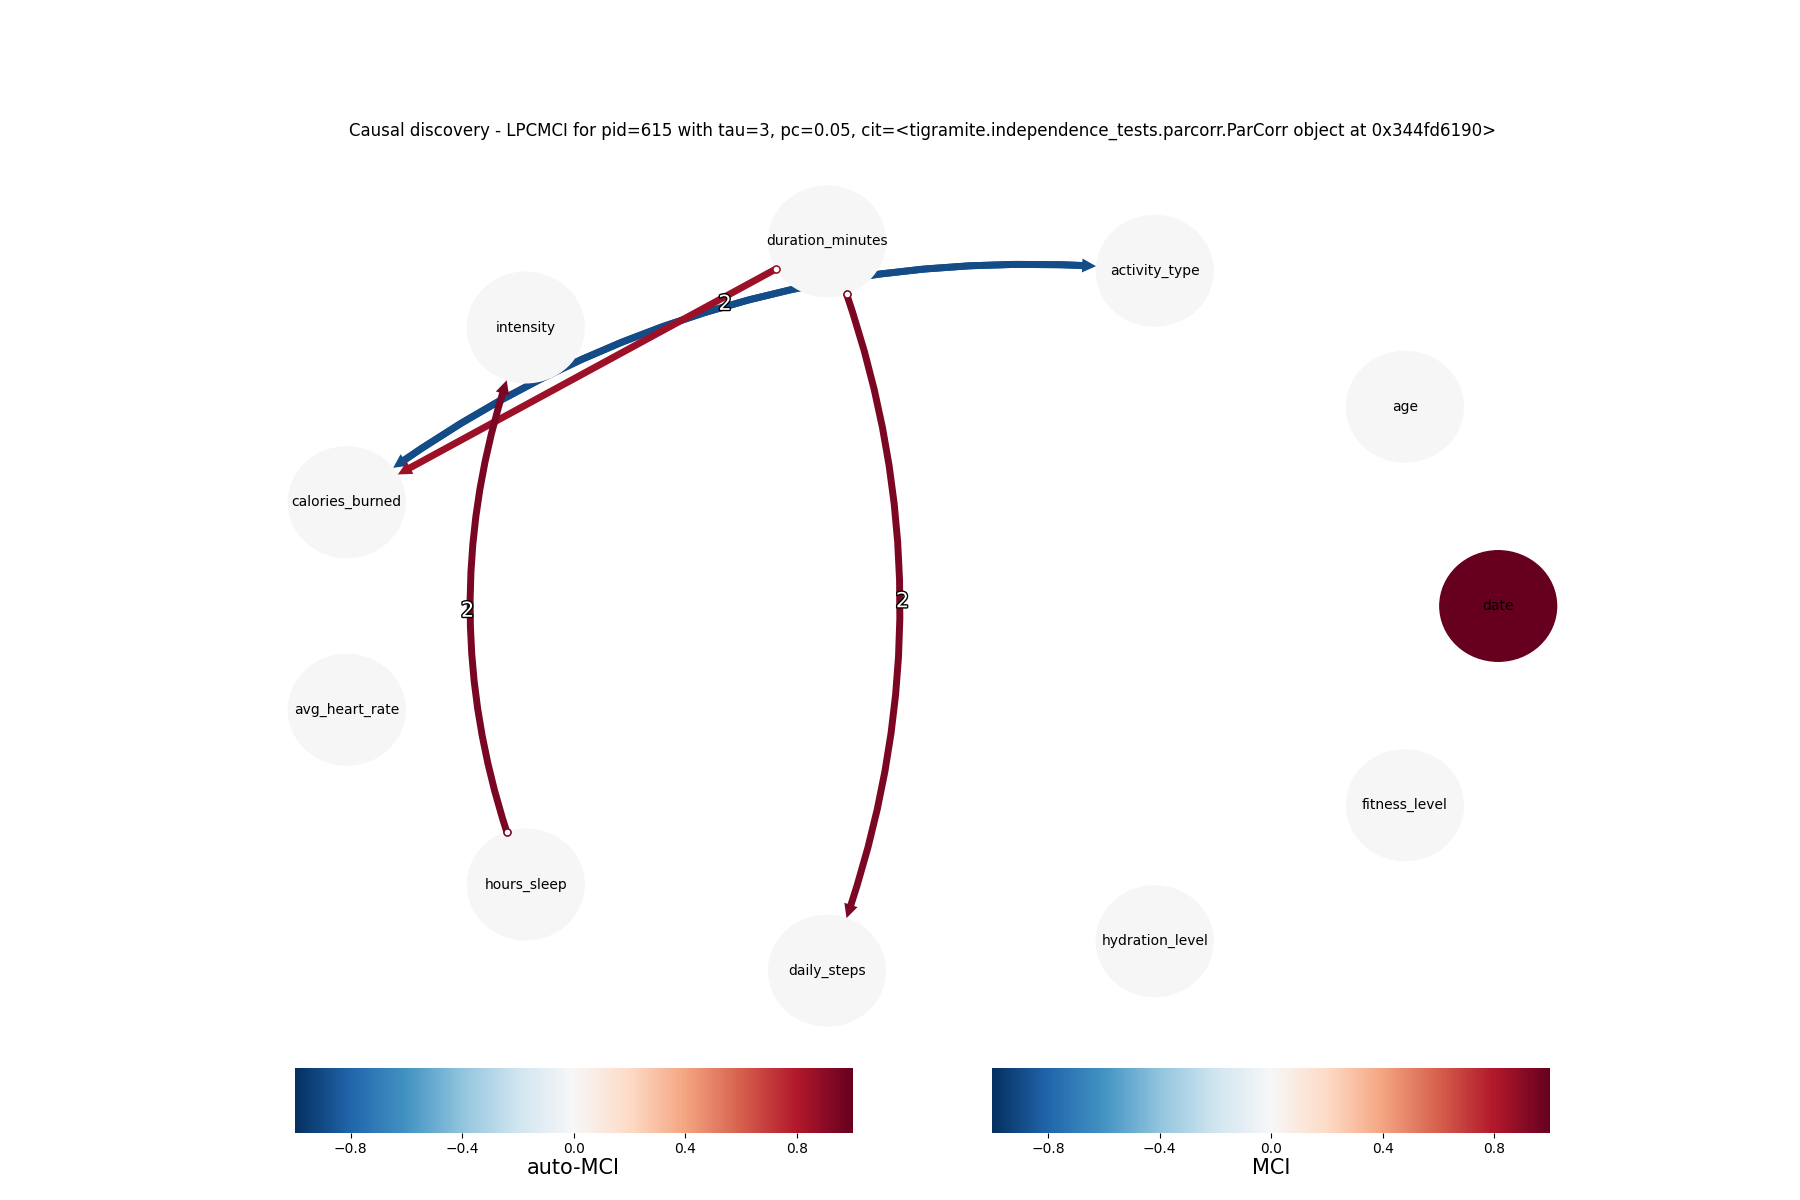 Causal discovery - LPCMCI for pid=615 with tau=3, pc=0.05, cit=<tigramite.independence_tests.parcorr.ParCorr object at 0x344fd6190>
duration_minutes
activity_type
2
intensity
age
calories_burned
2
2
date
avg_heart_rate
fitness_level
hours_sleep
hydration_level
daily_steps
−0.8 −0.4 0.0 0.4 0.8
auto-MCI
−0.8 −0.4 0.0 0.4 0.8
MCI